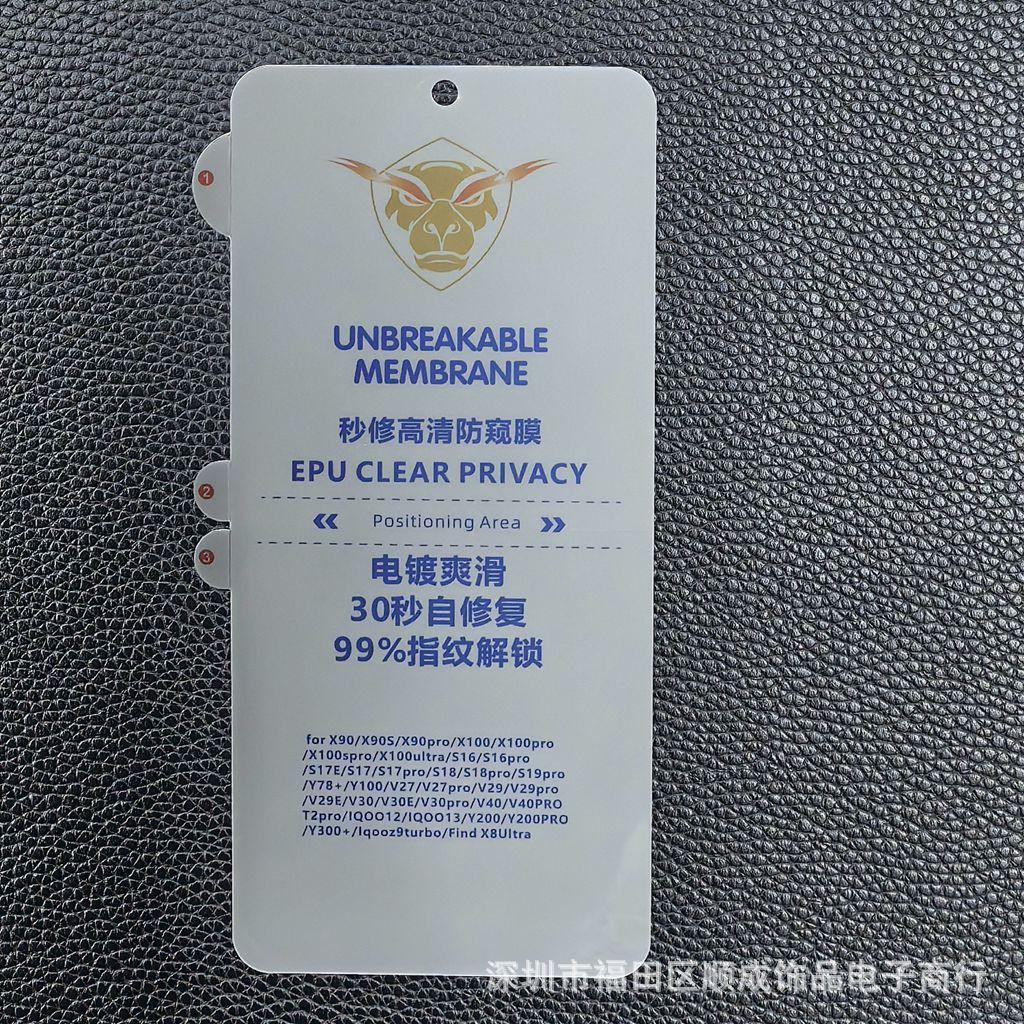 1
UNBREAKABLE
MEMBRANE
秒修高清防窥膜
EPU CLEAR PRIVACY
2
« Positioning Area »
3
电镀爽滑
30秒自修复
99%指纹解锁
for X90/X90S/X90pro/X100/X100pro
/X100spro/X100ultra/S16/S16pro
/S17E/S17/S17pro/S18/S18pro/S19pro
/Y78+/Y100/V27/V27pro/V29/V29pro
/V29E/V30/V30E/V30pro/V40/V40PRO
T2pro/IQOO12/IQOO13/Y200/Y200PRO
/Y300+/Iqooz9turbo/Find X8Ultra
深圳市福田区顺成饰品电子商行